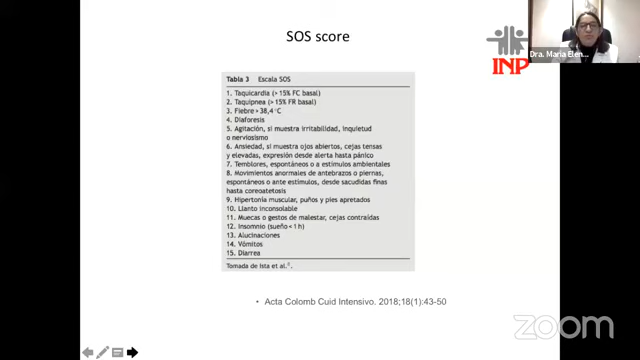 SOS score
INP
Dra. Maria Elen...
Tabla 3 Escala SOS
1. Taquicardia (> 15% FC basal)
2. Taquipnea (> 15% FR basal)
3. Fiebre > 38,4 °C
4. Diaforesis
5. Agitación, si muestra irritabilidad, inquietud
o nerviosismo
6. Ansiedad, si muestra ojos abiertos, cejas tensas
y elevadas, expresión desde alerta hasta pánico
7. Temblores, espontáneos o a estímulos ambientales
8. Movimientos anormales de antebrazos o piernas,
espontáneos o ante estímulos, desde sacudidas finas
hasta coreoatetosis
9. Hipertonía muscular, puños y pies apretados
10. Llanto inconsolable
11. Muecas o gestos de malestar, cejas contraídas
12. Insomnio (sueño < 1 h)
13. Alucinaciones
14. Vómitos
15. Diarrea
Tomada de Ista et al.
• Acta Colomb Cuid Intensivo. 2018;18(1):43-50
zoom